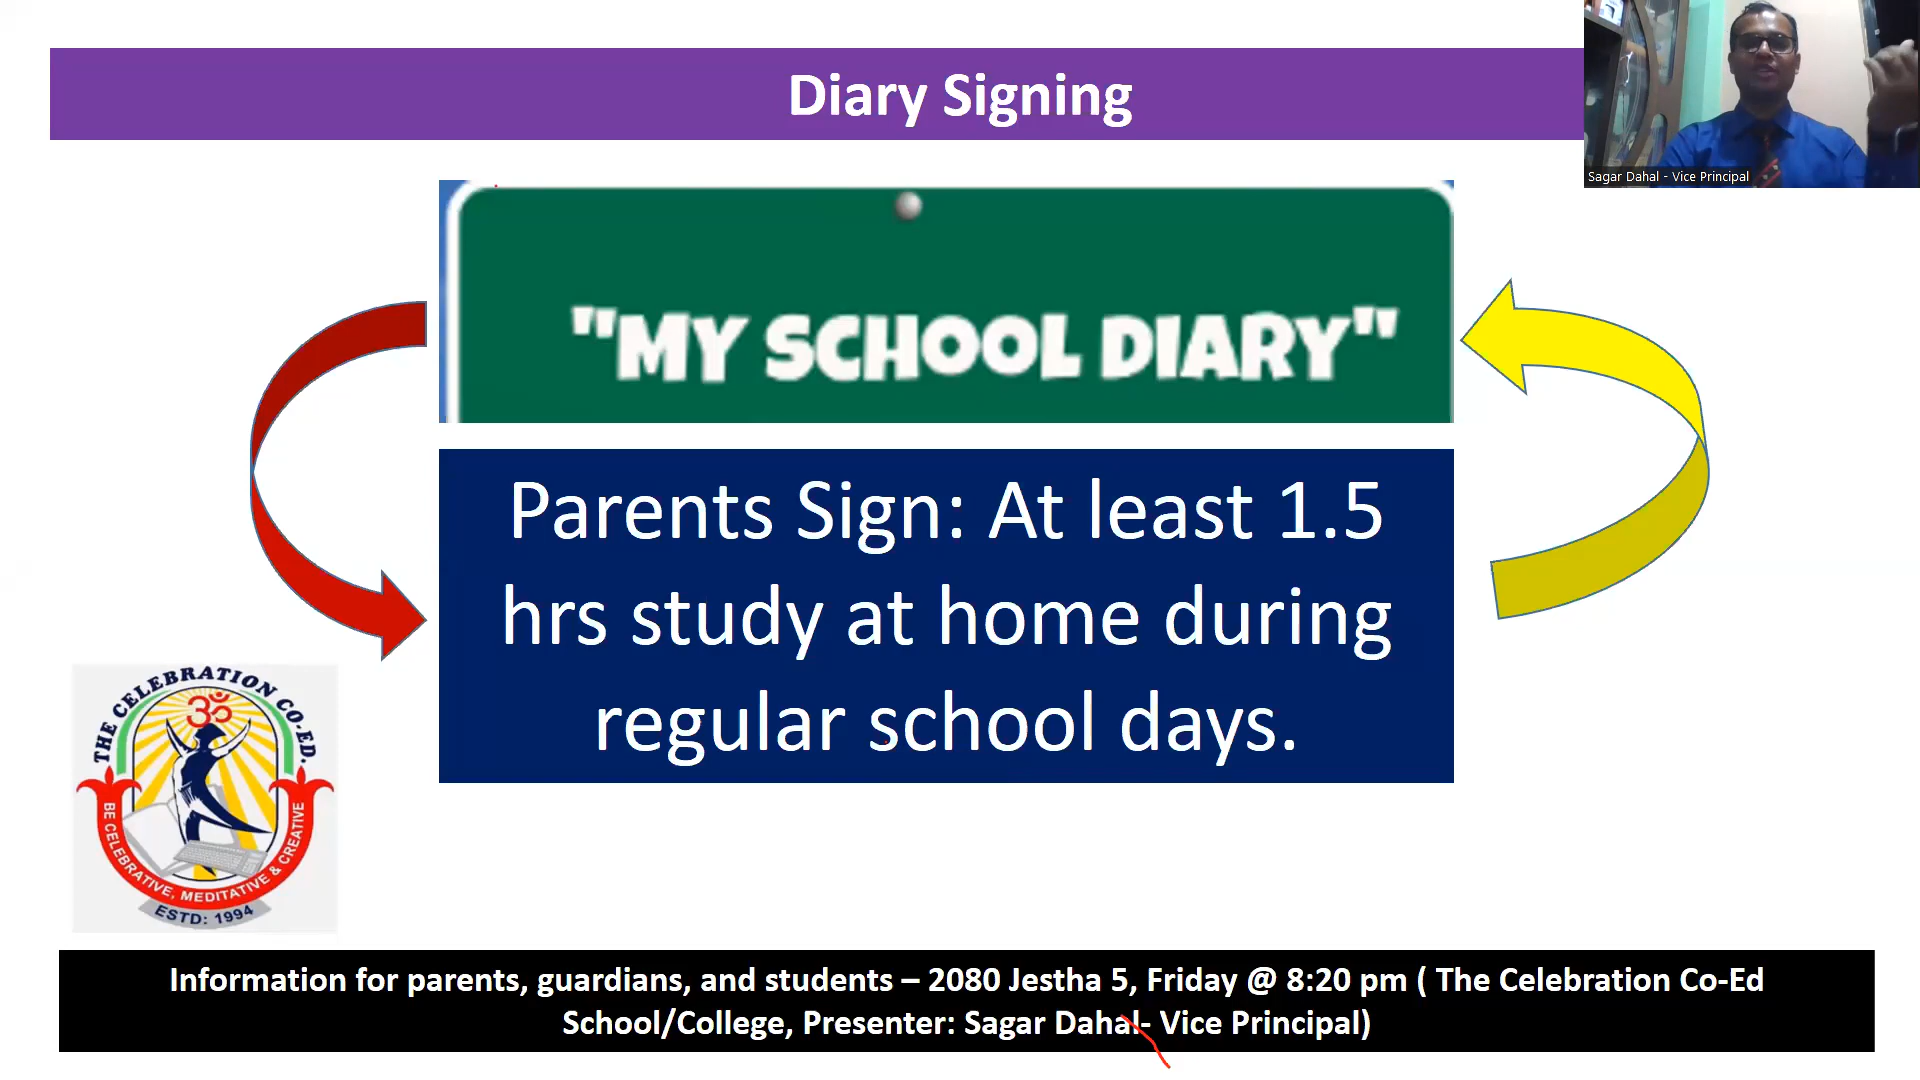 Diary Signing
Sagar Dahal - Vice Principal
"MY SCHOOL DIARY"
Parents Sign: At least 1.5
hrs study at home during
regular school days.
THE CELEBRATION CO-ED.
BE CELEBRATIVE, MEDITATIVE & CREATIVE
ESTD: 1994
ॐ
Information for parents, guardians, and students – 2080 Jestha 5, Friday @ 8:20 pm ( The Celebration Co-Ed
School/College, Presenter: Sagar Dahal- Vice Principal)